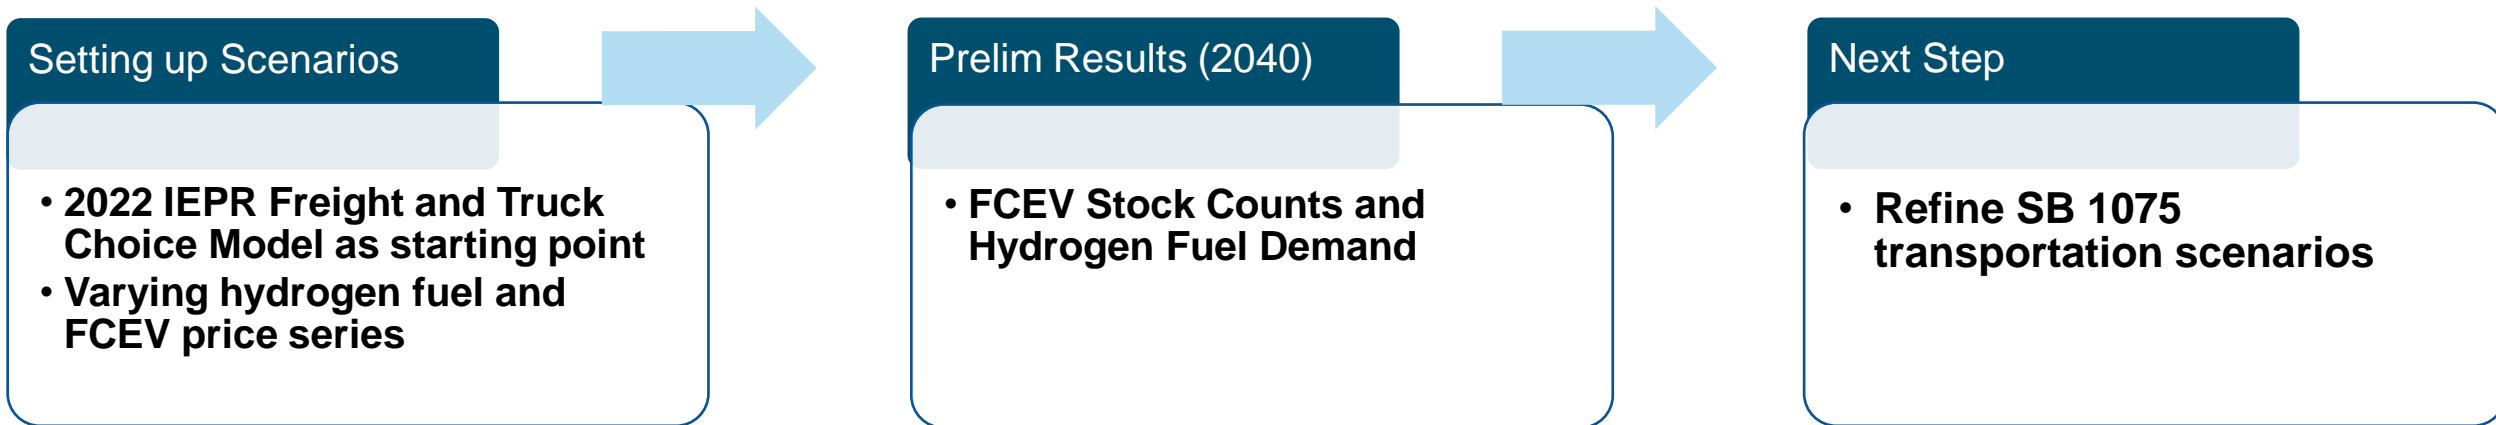 Setting up Scenarios
• 2022 IEPR Freight and Truck
Choice Model as starting point
• Varying hydrogen fuel and
FCEV price series
Prelim Results (2040)
• FCEV Stock Counts and
Hydrogen Fuel Demand
Next Step
• Refine SB 1075
transportation scenarios